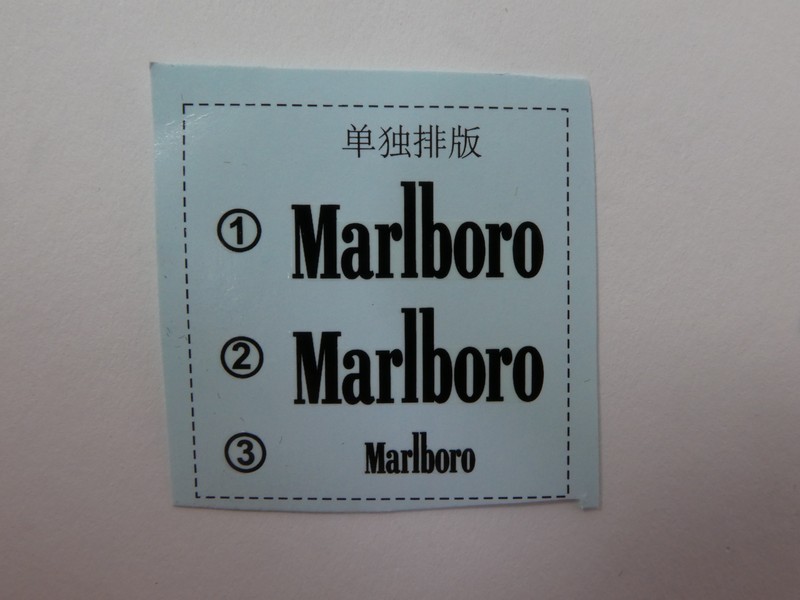 单独排版
① Marlboro
② Marlboro
③ Marlboro